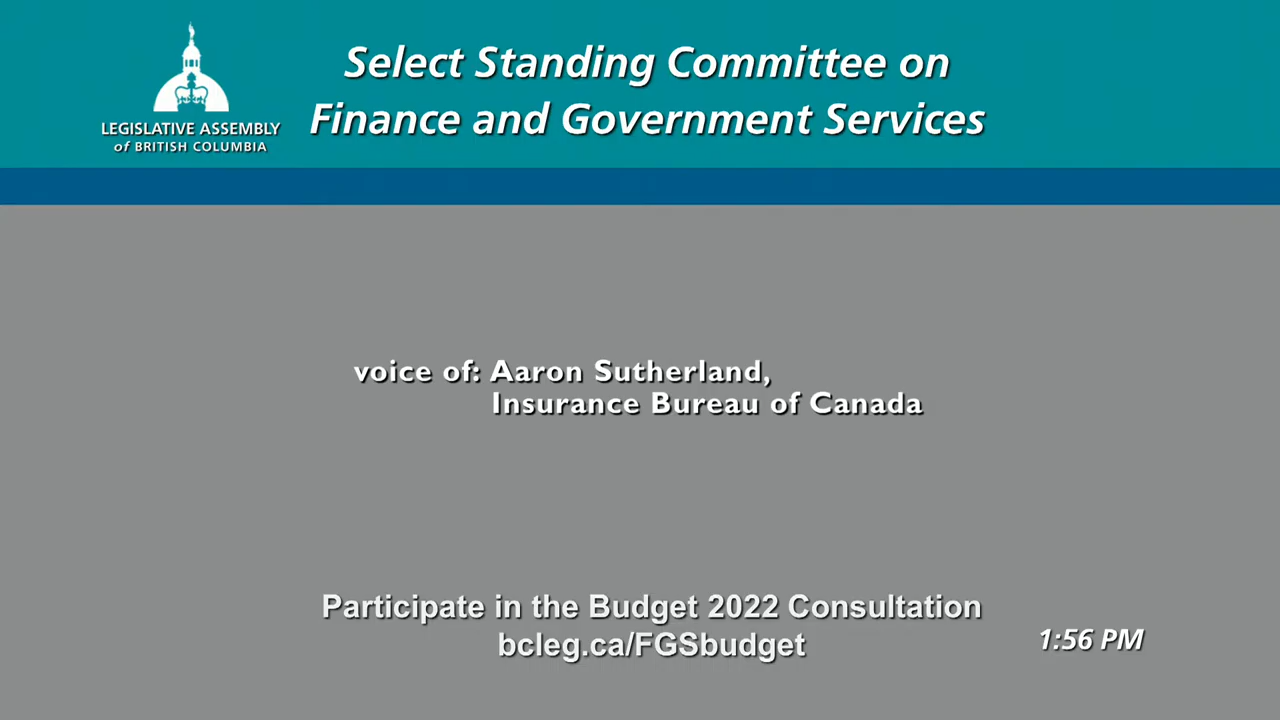 Select Standing Committee on
Finance and Government Services
LEGISLATIVE ASSEMBLY
of BRITISH COLUMBIA
voice of: Aaron Sutherland,
Insurance Bureau of Canada
Participate in the Budget 2022 Consultation
bcleg.ca/FGSbudget
1:56 PM